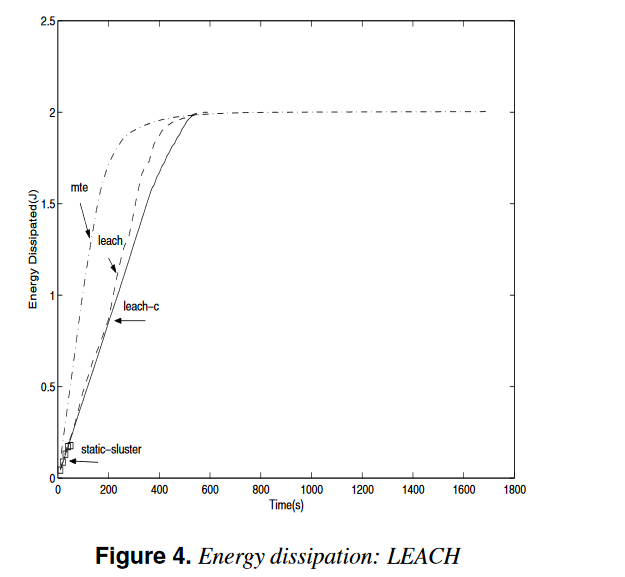 2.5
2
1.5
1
0.5
0
mte
leach
leach-c
static-sluster
Energy Dissipated(J)
0 200 400 600 800 1000 1200 1400 1600 1800
Time(s)
Figure 4. Energy dissipation: LEACH